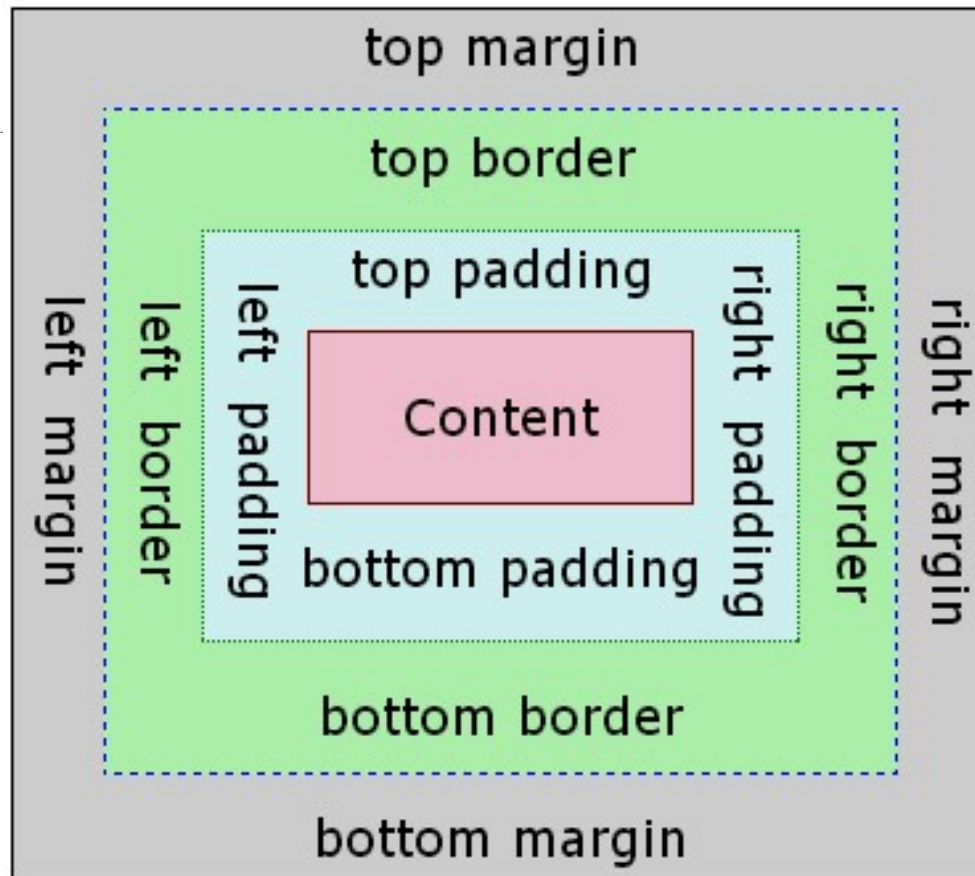 top margin
top border
top padding
left margin
left border
left padding
Content
right padding
right border
right margin
bottom padding
bottom border
bottom margin